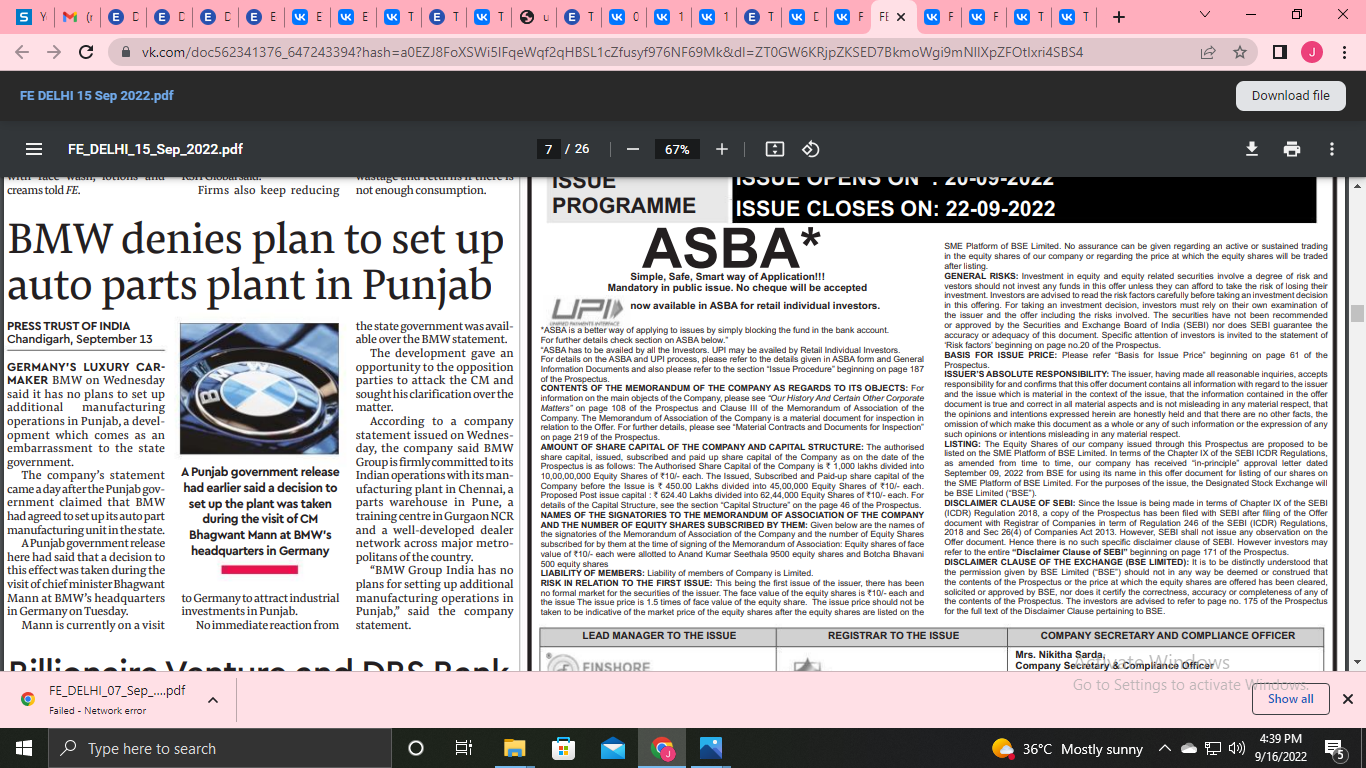 vk.com/doc562341376_647243394?hash=a0EZJ8FoXSWi5IFqeWqf2qHBSL1cZfusyf976NF69Mk&dl=ZT0GW6KRjpZKSED7BkmoWgi9mNIlXpZFOtIxri4SBS4
FE DELHI 15 Sep 2022.pdf
Download file
FE_DELHI_15_Sep_2022.pdf
7 / 26
67%
creams told FE.
Firms also keep reducing
wastage and returns if there is
not enough consumption.
BMW denies plan to set up
auto parts plant in Punjab
PRESS TRUST OF INDIA
Chandigarh, September 13
GERMANY'S LUXURY CAR-
MAKER BMW on Wednesday
said it has no plans to set up
additional manufacturing
operations in Punjab, a devel-
opment which comes as an
embarrassment to the state
government.
The company's statement
came a day after the Punjab gov-
ernment claimed that BMW
had agreed to set up its auto part
manufacturing unit in the state.
A Punjab government release
here had said that a decision to
this effect was taken during the
visit of chief minister Bhagwant
Mann at BMW's headquarters
in Germany on Tuesday.
Mann is currently on a visit
A Punjab government release
had earlier said a decision to
set up the plant was taken
during the visit of CM
Bhagwant Mann at BMW's
headquarters in Germany
to Germany to attract industrial
investments in Punjab.
No immediate reaction from
the state government was avail-
able over the BMW statement.
The development gave an
opportunity to the opposition
parties to attack the CM and
sought his clarification over the
matter.
According to a company
statement issued on Wednes-
day, the company said BMW
Group is firmly committed to its
Indian operations with its man-
ufacturing plant in Chennai, a
parts warehouse in Pune, a
training centre in Gurgaon NCR
and a well-developed dealer
network across major metro-
politans of the country.
"BMW Group India has no
plans for setting up additional
manufacturing operations in
Punjab," said the company
statement.
Billionaire Venture and DBS Bank
ISSUE
PROGRAMME
ISSUE OPENS ON : 20-09-2022
ISSUE CLOSES ON: 22-09-2022
ASBA*
Simple, Safe, Smart way of Application!!!
Mandatory in public issue. No cheque will be accepted
UPI
UNIFIED PAYMENTS INTERFACE
now available in ASBA for retail individual investors.
*ASBA is a better way of applying to issues by simply blocking the fund in the bank account.
For further details check section on ASBA below."
"ASBA has to be availed by all the Investors. UPI may be availed by Retail Individual Investors.
For details on the ASBA and UPI process, please refer to the details given in ASBA form and General
Information Documents and also please refer to the section "Issue Procedure" beginning on page 187
of the Prospectus.
CONTENTS OF THE MEMORANDUM OF THE COMPANY AS REGARDS TO ITS OBJECTS: For
information on the main objects of the Company, please see "Our History And Certain Other Corporate
Matters" on page 108 of the Prospectus and Clause III of the Memorandum of Association of the
Company. The Memorandum of Association of the Company is a material document for inspection in
relation to the Offer. For further details, please see "Material Contracts and Documents for Inspection"
on page 219 of the Prospectus.
AMOUNT OF SHARE CAPITAL OF THE COMPANY AND CAPITAL STRUCTURE: The authorised
share capital, issued, subscribed and paid up share capital of the Company as on the date of the
Prospectus is as follows: The Authorised Share Capital of the Company is ₹ 1,000 lakhs divided into
10,00,00,000 Equity Shares of ₹10/- each. The Issued, Subscribed and Paid-up share capital of the
Company before the Issue is ₹ 450.00 Lakhs divided into 45,00,000 Equity Shares of ₹10/- each.
Proposed Post issue capital : ₹ 624.40 Lakhs divided into 62,44,000 Equity Shares of ₹10/- each. For
details of the Capital Structure, see the section "Capital Structure" on the page 46 of the Prospectus.
NAMES OF THE SIGNATORIES TO THE MEMORANDUM OF ASSOCIATION OF THE COMPANY
AND THE NUMBER OF EQUITY SHARES SUBSCRIBED BY THEM: Given below are the names of
the signatories of the Memorandum of Association of the Company and the number of Equity Shares
subscribed for by them at the time of signing of the Memorandum of Association: Equity shares of face
value of ₹10/- each were allotted to Anand Kumar Seethala 9500 equity shares and Botcha Bhavani
500 equity shares
LIABILITY OF MEMBERS: Liability of members of Company is Limited.
RISK IN RELATION TO THE FIRST ISSUE: This being the first issue of the issuer, there has been
no formal market for the securities of the issuer. The face value of the equity shares is ₹10/- each and
the issue The issue price is 1.5 times of face value of the equity share. The issue price should not be
taken to be indicative of the market price of the equity shares after the equity shares are listed on the
SME Platform of BSE Limited. No assurance can be given regarding an active or sustained trading
in the equity shares of our company or regarding the price at which the equity shares will be traded
after listing.
GENERAL RISKS: Investment in equity and equity related securities involve a degree of risk and
vestors should not invest any funds in this offer unless they can afford to take the risk of losing their
investment. Investors are advised to read the risk factors carefully before taking an investment decision
in this offering. For taking an investment decision, investors must rely on their own examination of
the issuer and the offer including the risks involved. The securities have not been recommended
or approved by the Securities and Exchange Board of India (SEBI) nor does SEBI guarantee the
accuracy or adequacy of this document. Specific attention of investors is invited to the statement of
'Risk factors' beginning on page no.20 of the Prospectus.
BASIS FOR ISSUE PRICE: Please refer "Basis for Issue Price" beginning on page 61 of the
Prospectus.
ISSUER'S ABSOLUTE RESPONSIBILITY: The issuer, having made all reasonable inquiries, accepts
responsibility for and confirms that this offer document contains all information with regard to the issuer
and the issue which is material in the context of the issue, that the information contained in the offer
document is true and correct in all material aspects and is not misleading in any material respect, that
the opinions and intentions expressed herein are honestly held and that there are no other facts, the
omission of which make this document as a whole or any of such information or the expression of any
such opinions or intentions misleading in any material respect.
LISTING: The Equity Shares of our company issued through this Prospectus are proposed to be
listed on the SME Platform of BSE Limited. In terms of the Chapter IX of the SEBI ICDR Regulations,
as amended from time to time, our company has received "in-principle" approval letter dated
September 09, 2022 from BSE for using its name in this offer document for listing of our shares on
the SME Platform of BSE Limited. For the purposes of the issue, the Designated Stock Exchange will
be BSE Limited ("BSE").
DISCLAIMER CLAUSE OF SEBI: Since the Issue is being made in terms of Chapter IX of the SEBI
(ICDR) Regulation 2018, a copy of the Prospectus has been filed with SEBI after filing of the Offer
document with Registrar of Companies in term of Regulation 246 of the SEBI (ICDR) Regulations,
2018 and Sec 26(4) of Companies Act 2013. However, SEBI shall not issue any observation on the
Offer document. Hence there is no such specific disclaimer clause of SEBI. However investors may
refer to the entire "Disclaimer Clause of SEBI" beginning on page 171 of the Prospectus.
DISCLAIMER CLAUSE OF THE EXCHANGE (BSE LIMITED): It is to be distinctly understood that
the permission given by BSE Limited ("BSE") should not in any way be demed or construed that
the contents of the Prospectus or the price at which the equity shares are offered has been cleared,
solicited or approved by BSE, nor does it certify the correctness, accuracy or completeness of any of
the contents of the Prospectus. The investors are advised to refer to page no. 175 of the Prospectus
for the full text of the Disclaimer Clause pertaining to BSE.
LEAD MANAGER TO THE ISSUE
REGISTRAR TO THE ISSUE
COMPANY SECRETARY AND COMPLIANCE OFFICER
FINSHORE
Mrs. Nikitha Sarda,
Company Secretary & Compliance Officer
Activate Windows
Go to Settings to activate Windows.
FE_DELHI_07_Sep_....pdf
Failed - Network error
Show all
Type here to search
36°C Mostly sunny
4:39 PM
9/16/2022
5